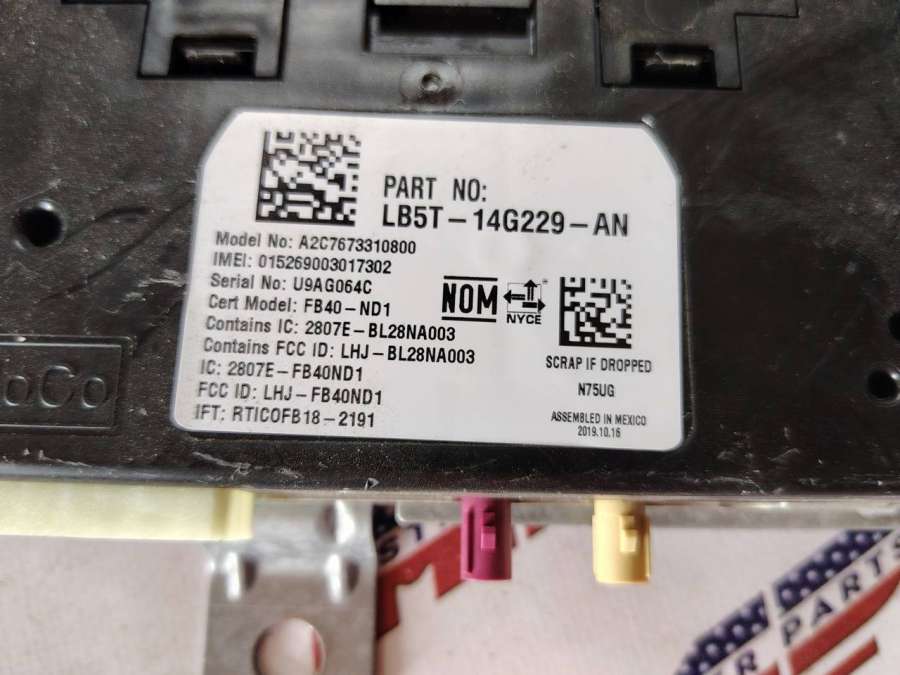 PART NO:
LB5T-14G229-AN
Model No: A2C7673310800
IMEI: 015269003017302
Serial No: U9AG064C
Cert Model: FB40-ND1
Contains IC: 2807E-BL28NA003
Contains FCC ID: LHJ-BL28NA003
IC: 2807E-FB40ND1
FCC ID: LHJ-FB40ND1
IFT: RTICOFB18-2191
NOM
NYCE
SCRAP IF DROPPED
N75UG
ASSEMBLED IN MEXICO
2019.10.16
oCo
PARTS